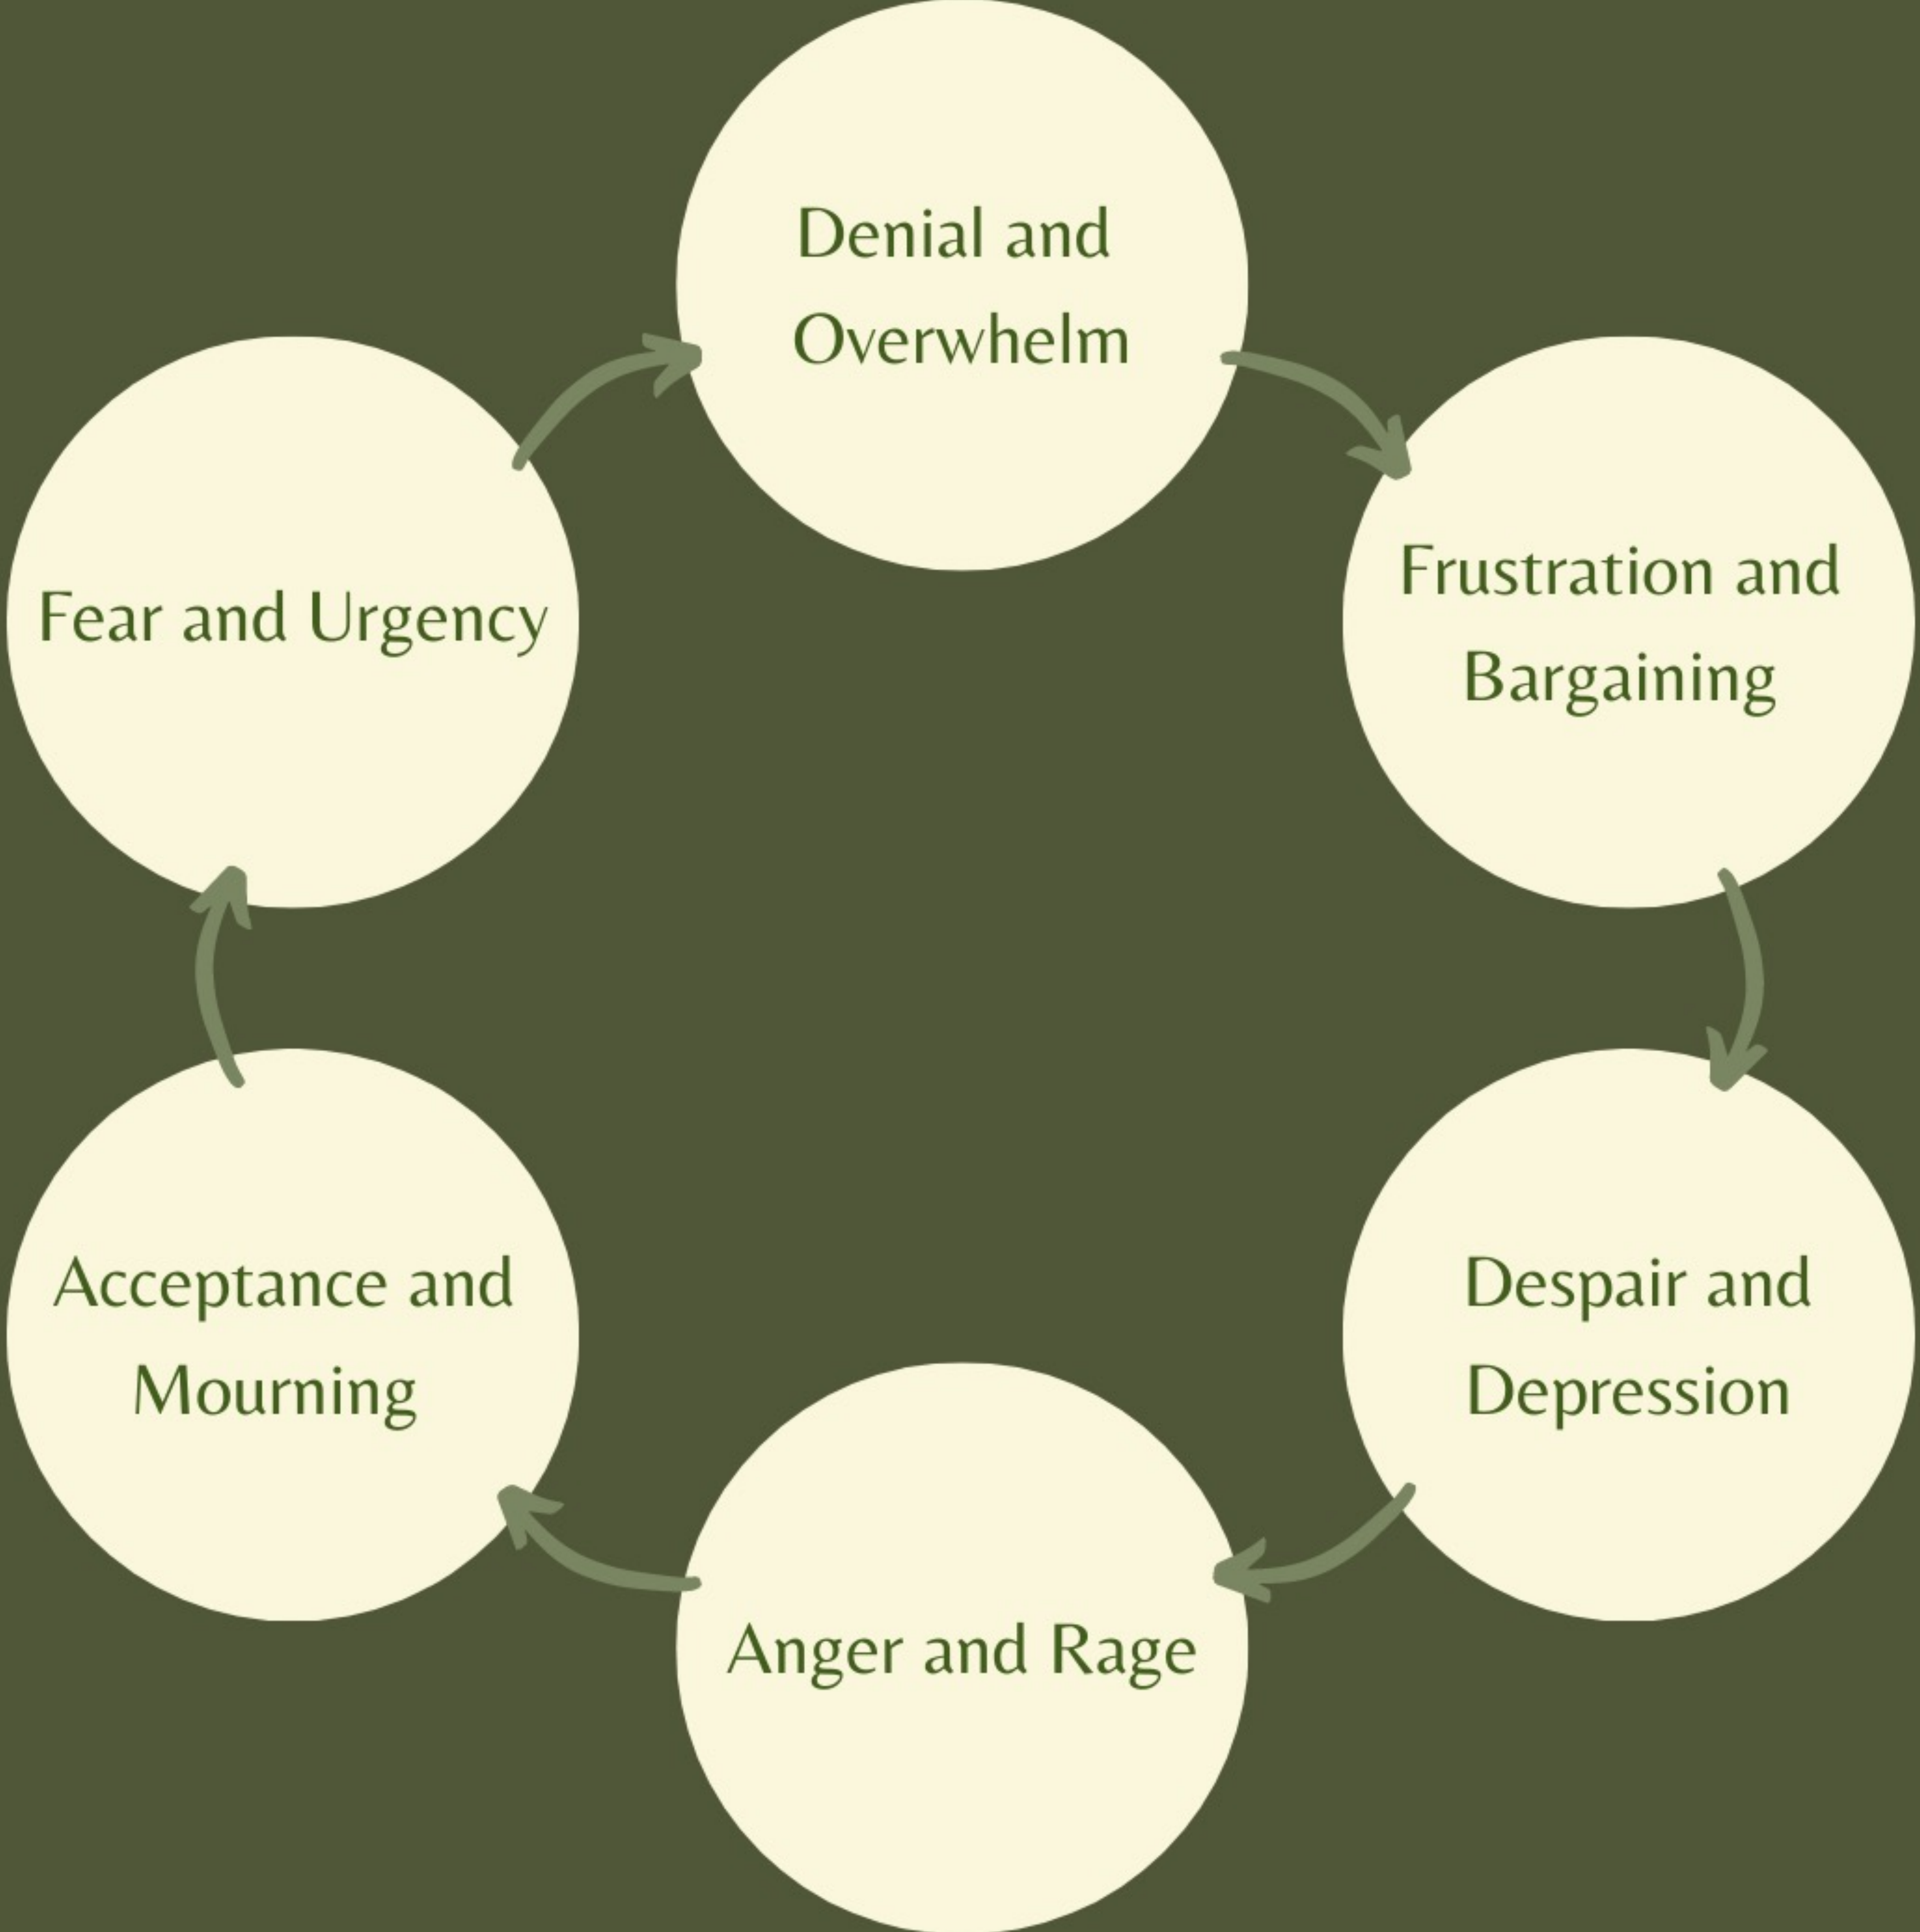 Denial and
Overwhelm
Frustration and
Bargaining
Despair and
Depression
Anger and Rage
Acceptance and
Mourning
Fear and Urgency